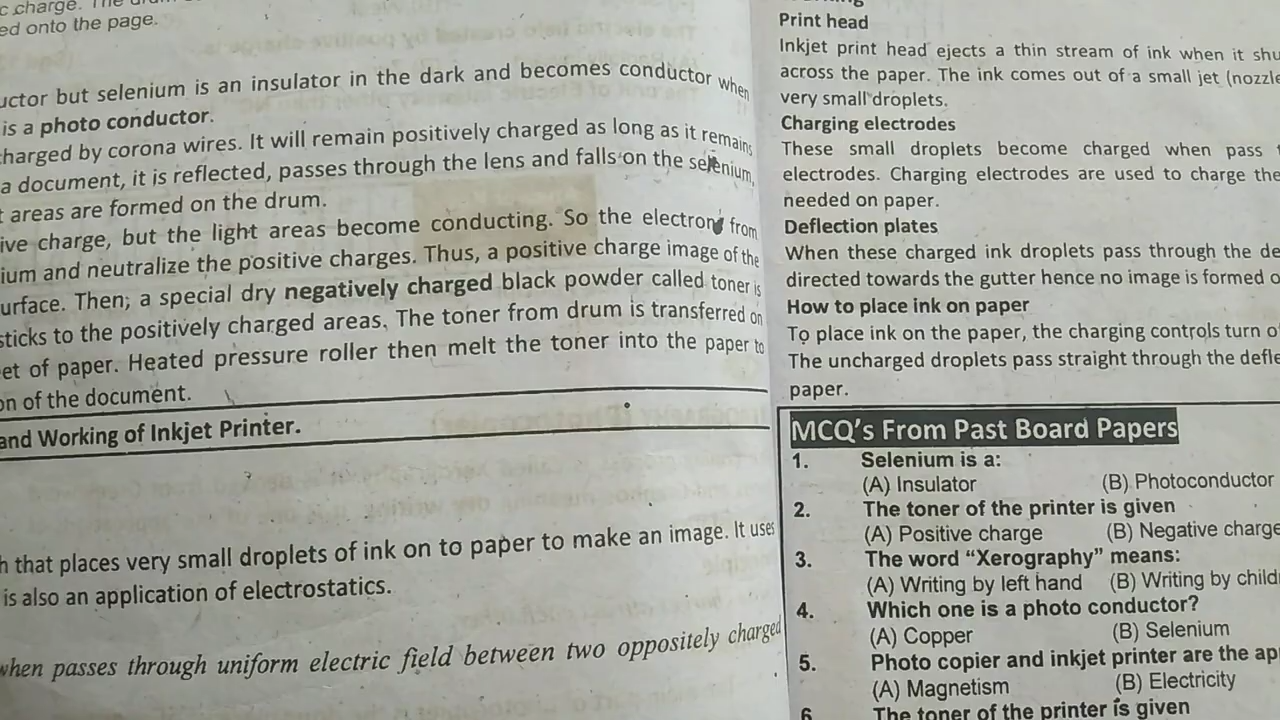 c charge. The
ed onto the page.
uctor but selenium is an insulator in the dark and becomes conductor when
is a photo conductor.
harged by corona wires. It will remain positively charged as long as it remains
a document, it is reflected, passes through the lens and falls on the selenium,
t areas are formed on the drum.
ive charge, but the light areas become conducting. So the electrons from
ium and neutralize the positive charges. Thus, a positive charge image of the
urface. Then; a special dry negatively charged black powder called toner is
sticks to the positively charged areas. The toner from drum is transferred on
et of paper. Heated pressure roller then melt the toner into the paper to
on of the document.
and Working of Inkjet Printer.
h that places very small droplets of ink on to paper to make an image. It uses
is also an application of electrostatics.
when passes through uniform electric field between two oppositely charged
Print head
Inkjet print head ejects a thin stream of ink when it shu
across the paper. The ink comes out of a small jet (nozzle
very small droplets.
Charging electrodes
These small droplets become charged when pass t
electrodes. Charging electrodes are used to charge the
needed on paper.
Deflection plates
When these charged ink droplets pass through the de
directed towards the gutter hence no image is formed o
How to place ink on paper
To place ink on the paper, the charging controls turn of
The uncharged droplets pass straight through the defle
paper.
MCQ's From Past Board Papers
1. Selenium is a:
(A) Insulator (B) Photoconductor
2. The toner of the printer is given
(A) Positive charge (B) Negative charge
3. The word "Xerography" means:
(A) Writing by left hand (B) Writing by child
4. Which one is a photo conductor?
(A) Copper (B) Selenium
5. Photo copier and inkjet printer are the ap
(A) Magnetism (B) Electricity
6 The toner of the printer is given